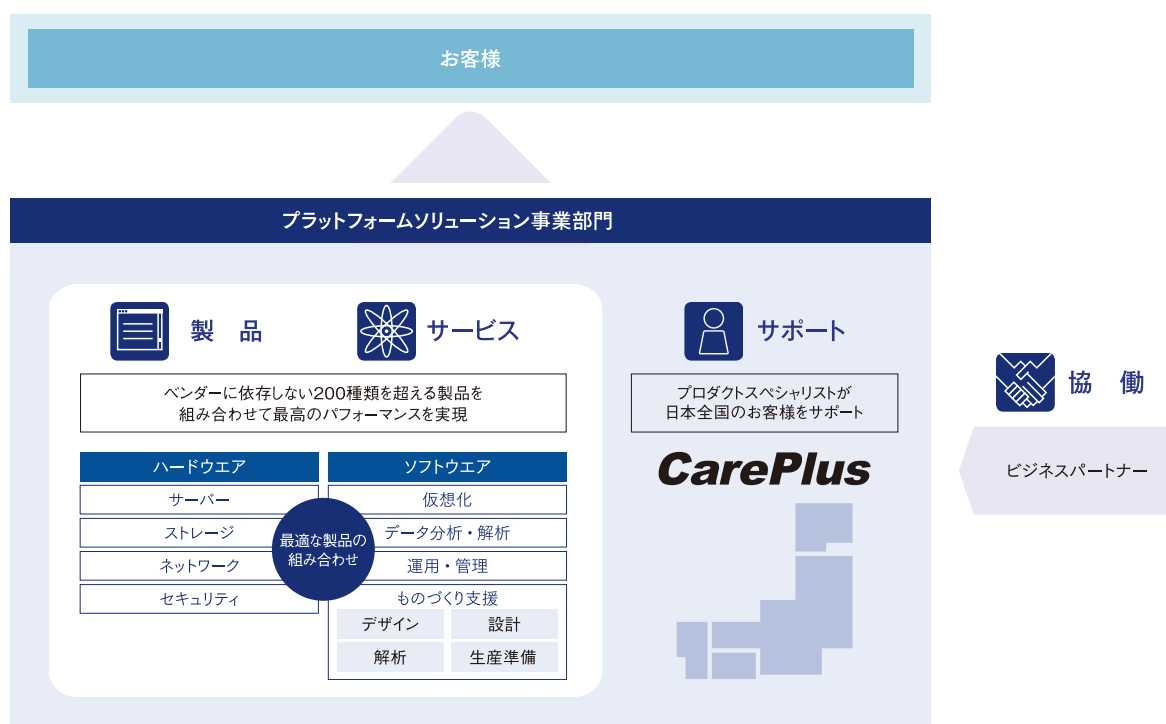 お客様
プラットフォームソリューション事業部門
製 品
サービス
ベンダーに依存しない200種類を超える製品を
組み合わせて最高のパフォーマンスを実現
ハードウエア
サーバー
ストレージ
ネットワーク
セキュリティ
最適な製品の
組み合わせ
ソフトウエア
仮想化
データ分析・解析
運用・管理
ものづくり支援
デザイン
設計
解析
生産準備
サポート
プロダクトスペシャリストが
日本全国のお客様をサポート
CarePlus
協 働
ビジネスパートナー